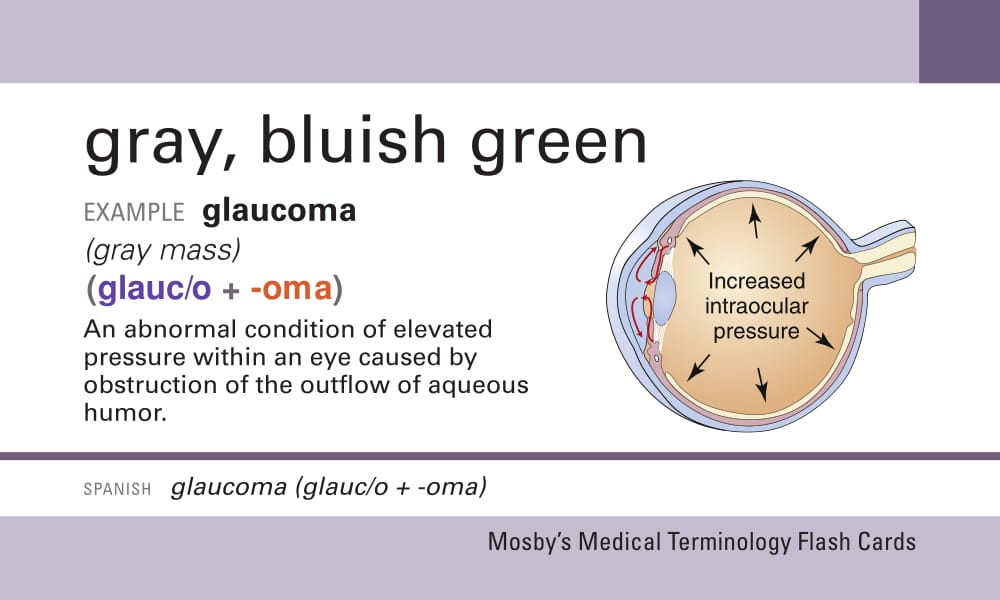 gray, bluish green
EXAMPLE glaucoma
(gray mass)
(glauc/o + -oma)
An abnormal condition of elevated
pressure within an eye caused by
obstruction of the outflow of aqueous
humor.
Increased
intraocular
pressure
SPANISH glaucoma (glauc/o + -oma)
Mosby's Medical Terminology Flash Cards